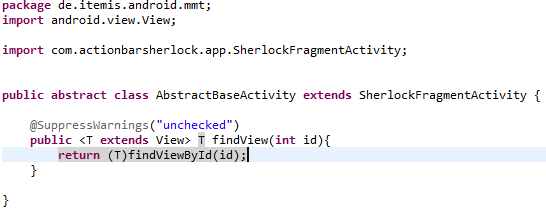 package de.itemis.android.mmt;
import android.view.View;
import com.actionbarsherlock.app.SherlockFragmentActivity;
public abstract class AbstractBaseActivity extends SherlockFragmentActivity {
@SuppressWarnings("unchecked")
public <T extends View> T findView(int id){
return (T)findViewById(id);
}
}